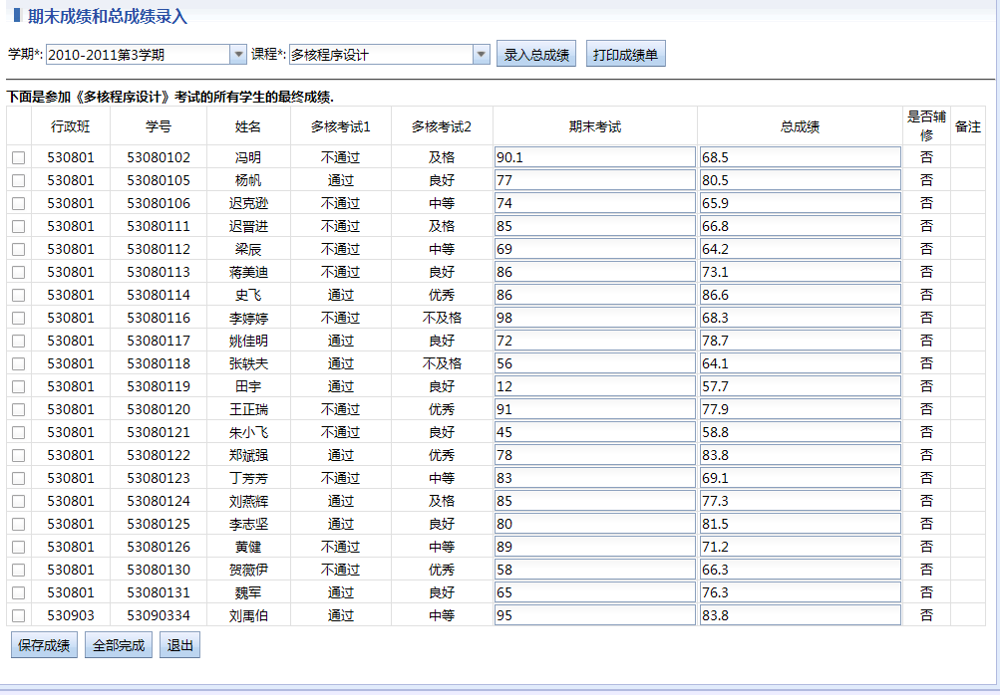 期末成绩和总成绩录入
学期*: 2010-2011第3学期 课程*: 多核程序设计 录入总成绩 打印成绩单
下面是参加《多核程序设计》考试的所有学生的最终成绩.
行政班 学号 姓名 多核考试1 多核考试2 期末考试 总成绩 是否辅修 备注
530801 53080102 冯明 不通过 及格 90.1 68.5 否
530801 53080105 杨帆 通过 良好 77 80.5 否
530801 53080106 迟克逊 不通过 中等 74 65.9 否
530801 53080111 迟晋进 不通过 及格 85 66.8 否
530801 53080112 梁辰 不通过 中等 69 64.2 否
530801 53080113 蒋美迪 不通过 良好 86 73.1 否
530801 53080114 史飞 通过 优秀 86 86.6 否
530801 53080116 李婷婷 不通过 不及格 98 68.3 否
530801 53080117 姚佳明 通过 良好 72 78.7 否
530801 53080118 张轶夫 通过 不及格 56 64.1 否
530801 53080119 田宇 通过 良好 12 57.7 否
530801 53080120 王正瑞 不通过 优秀 91 77.9 否
530801 53080121 朱小飞 不通过 良好 45 58.8 否
530801 53080122 郑斌强 通过 优秀 78 83.8 否
530801 53080123 丁芳芳 不通过 中等 83 69.1 否
530801 53080124 刘燕辉 通过 及格 85 77.3 否
530801 53080125 李志坚 通过 良好 80 81.5 否
530801 53080126 黄健 不通过 中等 89 71.2 否
530801 53080130 贺薇伊 不通过 优秀 58 66.3 否
530801 53080131 魏军 通过 良好 65 76.3 否
530903 53090334 刘禹伯 通过 中等 95 83.8 否
保存成绩 全部完成 退出